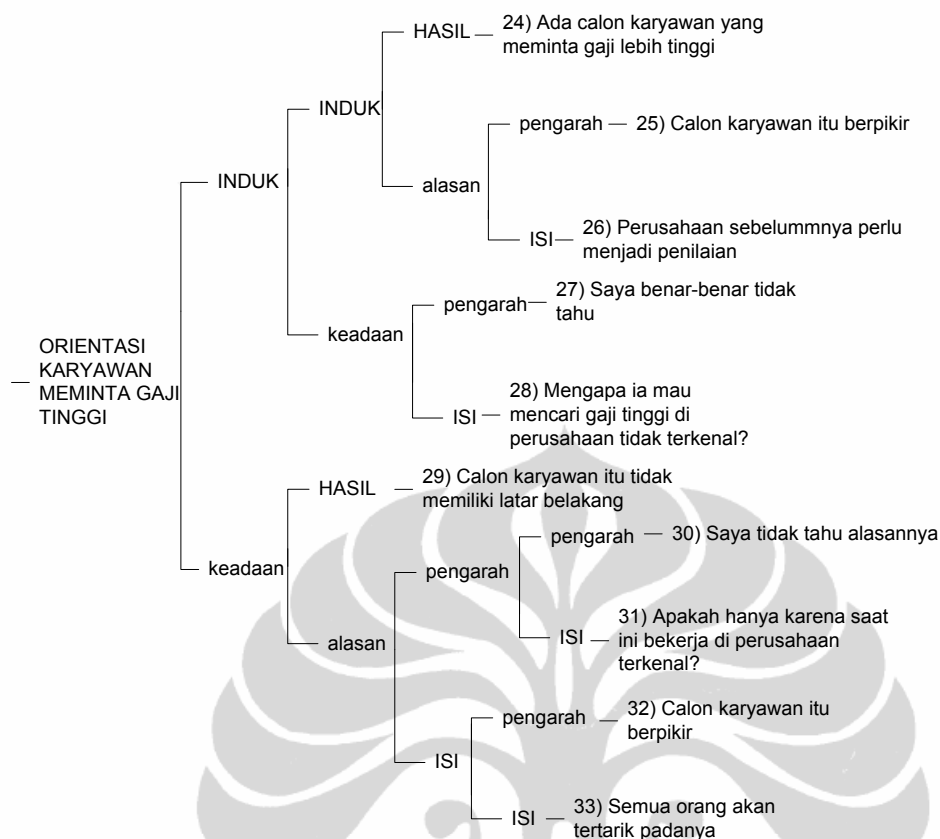 HASIL
24) Ada calon karyawan yang
meminta gaji lebih tinggi
INDUK
pengarah
25) Calon karyawan itu berpikir
INDUK
alasan
ISI
26) Perusahaan sebelummnya perlu
menjadi penilaian
pengarah
27) Saya benar-benar tidak
tahu
keadaan
ORIENTASI
KARYAWAN
MEMINTA GAJI
TINGGI
ISI
28) Mengapa ia mau
mencari gaji tinggi di
perusahaan tidak terkenal?
HASIL
29) Calon karyawan itu tidak
memiliki latar belakang
pengarah
30) Saya tidak tahu alasannya
keadaan
pengarah
alasan
ISI
31) Apakah hanya karena saat
ini bekerja di perusahaan
terkenal?
pengarah
32) Calon karyawan itu
berpikir
ISI
ISI
33) Semua orang akan
tertarik padanya